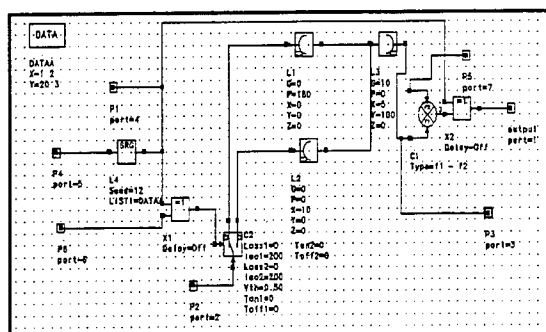 DATA
DATAA
X=1 2
Y=20 3
P1
port=4
SRC
P4
port=5
L4
Seed=12
LIST1=DATAA
P6
port=6
=1
X1
Delay=Off
P2
port=2
C2
Loss1=0
Iso1=200
Loss2=0
Iso2=200
Vth=0.50
Ton1=0
Toff1=0
Ton2=0
Toff2=0
L1
G=0
P=180
X=0
Y=0
Z=0
L2
G=0
P=0
X=10
Y=0
Z=0
L3
G=10
P=0
X=5
Y=100
Z=0
C1
Type=f1 - f2
P5
port=7
=1
X2
Delay=Off
output
port=1
P3
port=3